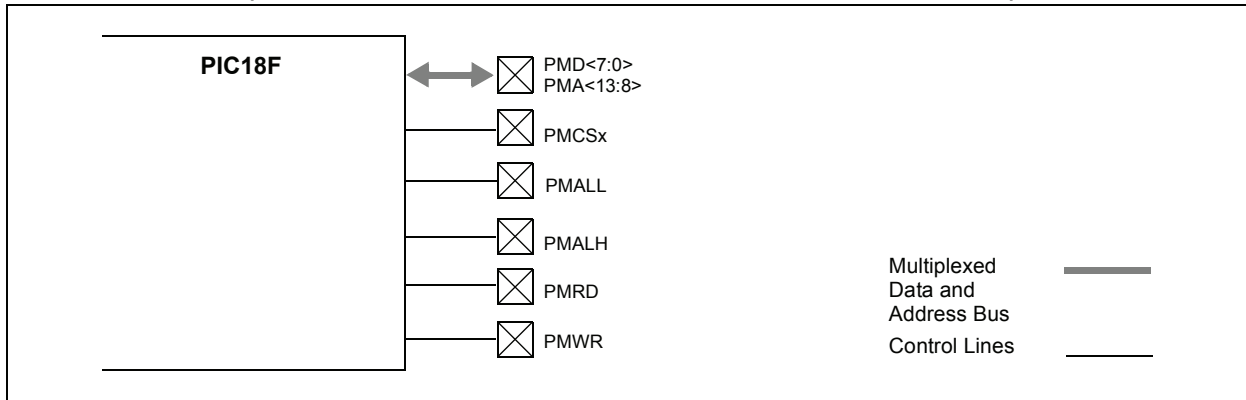 PIC18F
PMD<7:0>
PMA<13:8>
PMCSx
PMALL
PMALH
PMRD
PMWR
Multiplexed
Data and
Address Bus
Control Lines